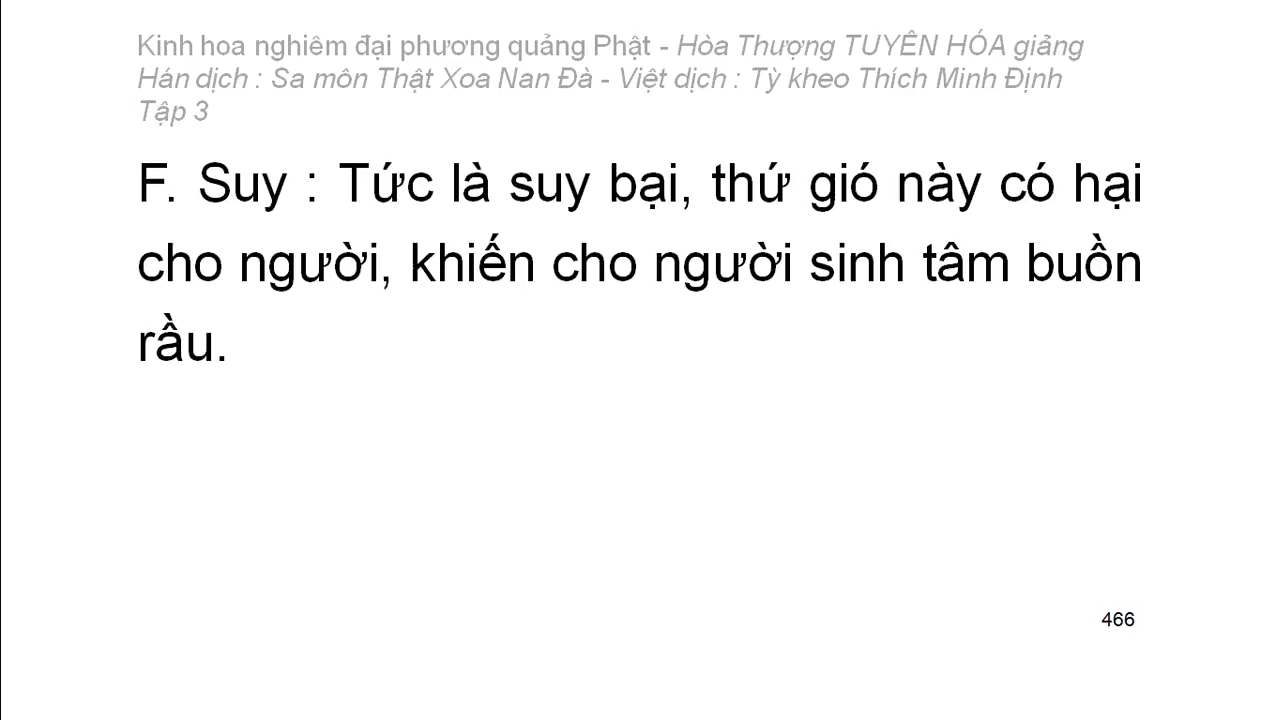 Kinh hoa nghiêm đại phương quảng Phật - Hòa Thượng TUYÊN HÓA giảng
Hán dịch : Sa môn Thật Xoa Nan Đà - Việt dịch : Tỳ kheo Thích Minh Định
Tập 3
F. Suy : Tức là suy bại, thứ gió này có hại
cho người, khiến cho người sinh tâm buồn
rầu.
466